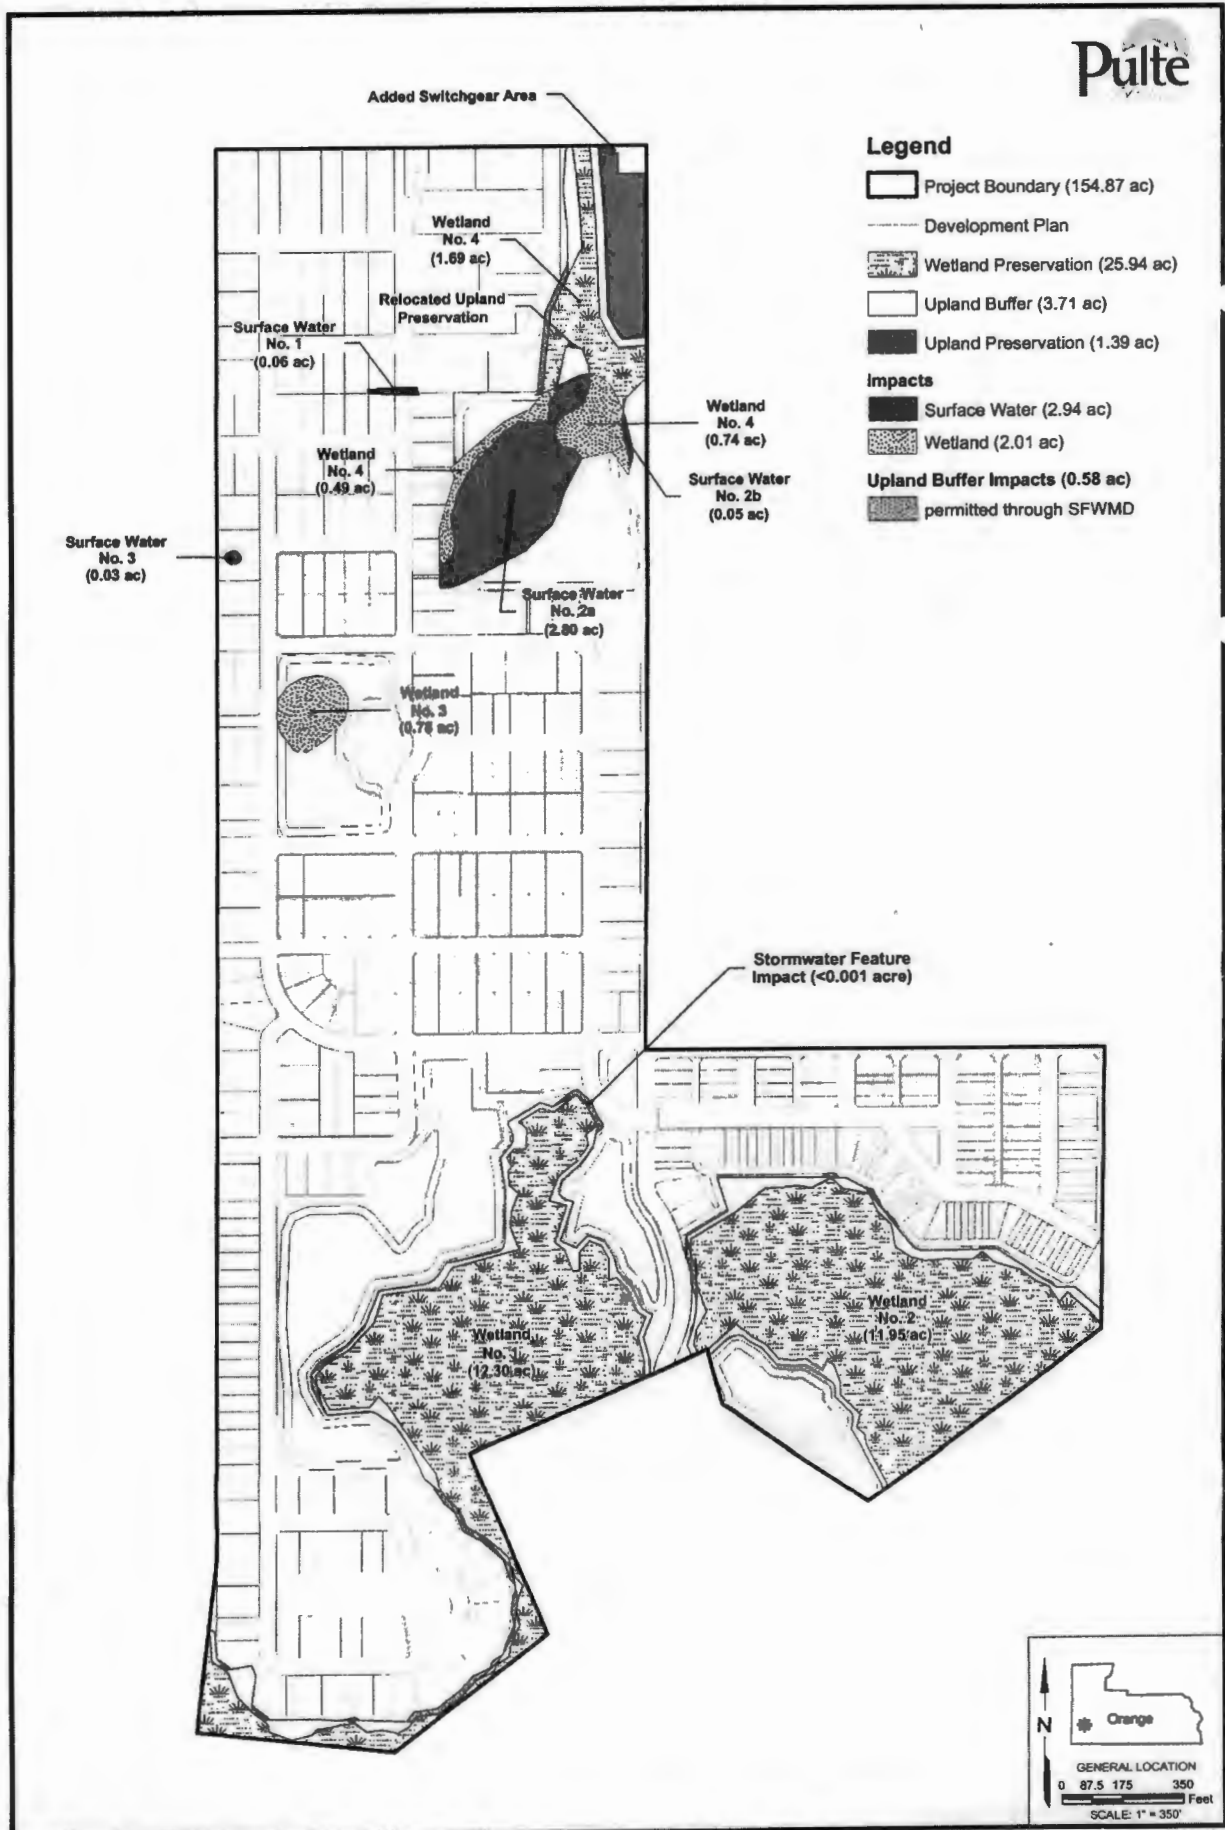 Pulte
Added Switchgear Area
Legend
Project Boundary (154.87 ac)
Development Plan
Wetland Preservation (25.94 ac)
Upland Buffer (3.71 ac)
Upland Preservation (1.39 ac)
Impacts
Surface Water (2.94 ac)
Wetland (2.01 ac)
Upland Buffer Impacts (0.58 ac)
permitted through SFWMD
Wetland
No. 4
(1.69 ac)
Relocated Upland
Preservation
Surface Water
No. 1
(0.06 ac)
Wetland
No. 4
(0.74 ac)
Wetland
No. 4
(0.49 ac)
Surface Water
No. 2b
(0.05 ac)
Surface Water
No. 3
(0.03 ac)
Surface Water
No. 2a
(2.80 ac)
Wetland
No. 3
(0.78 ac)
Stormwater Feature
Impact (<0.001 acre)
Wetland
No. 2
(11.95 ac)
Wetland
No. 1
(12.30 ac)
N
Orange
GENERAL LOCATION
0 87.5 175 350
Feet
SCALE: 1" = 350'